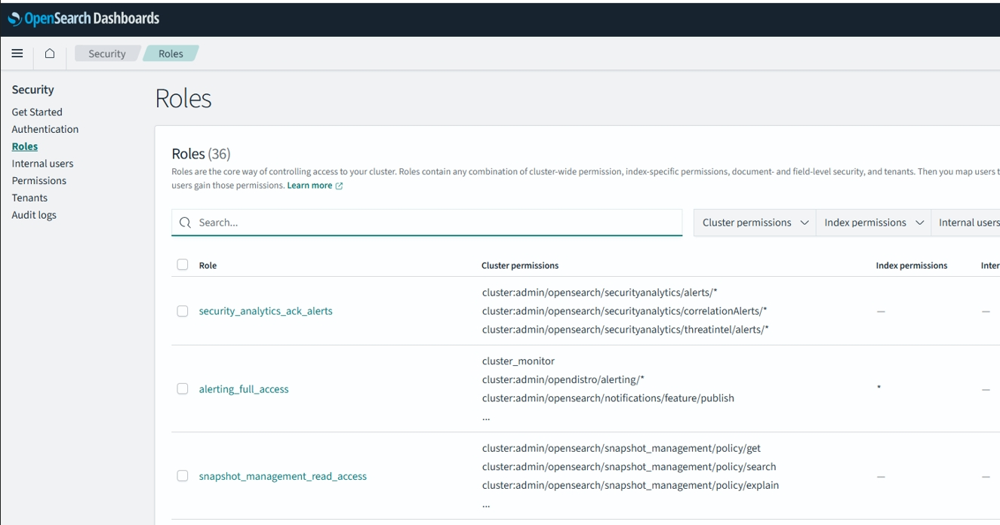 OpenSearch Dashboards
Security
Roles
Security
Get Started
Authentication
Roles
Internal users
Permissions
Tenants
Audit logs
Roles
Roles (36)
Roles are the core way of controlling access to your cluster. Roles contain any combination of cluster-wide permission, index-specific permissions, document- and field-level security, and tenants. Then you map users t
users gain those permissions. Learn more
Search...
Cluster permissions
Index permissions
Internal users
Role Cluster permissions Index permissions Inter
security_analytics_ack_alerts
cluster:admin/opensearch/securityanalytics/alerts/*
cluster:admin/opensearch/securityanalytics/correlationAlerts/*
cluster:admin/opensearch/securityanalytics/threatintel/alerts/*
—
—
alerting_full_access
cluster_monitor
cluster:admin/opendistro/alerting/*
cluster:admin/opensearch/notifications/feature/publish
...
*
—
snapshot_management_read_access
cluster:admin/opensearch/snapshot_management/policy/get
cluster:admin/opensearch/snapshot_management/policy/search
cluster:admin/opensearch/snapshot_management/policy/explain
...
—
—